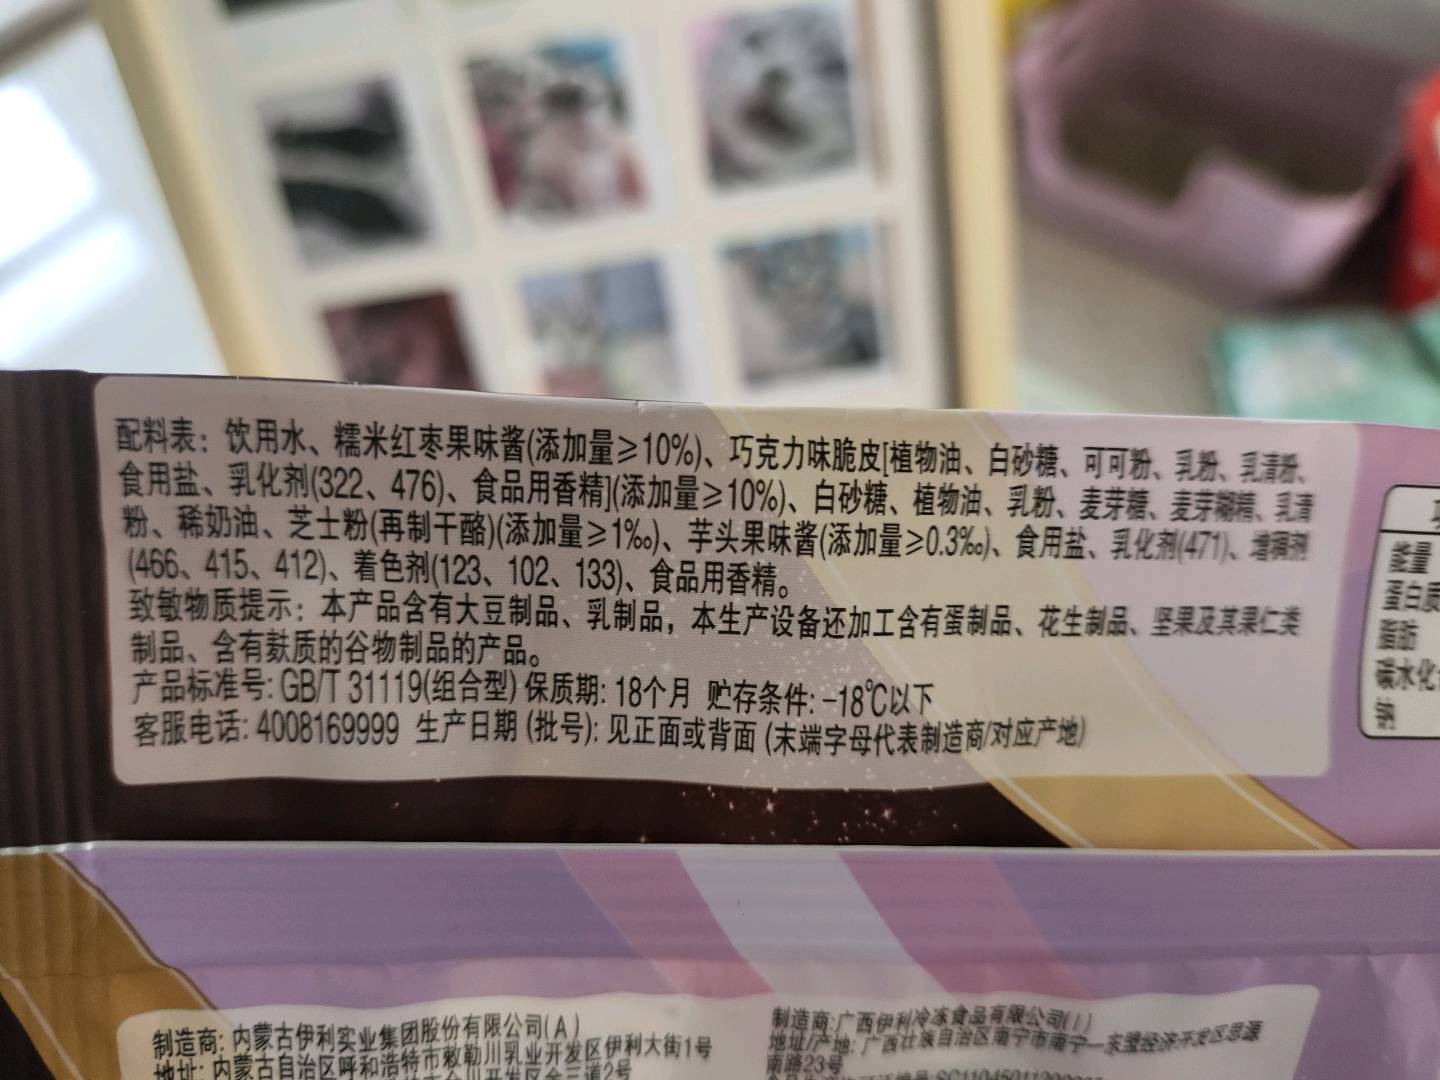 配料表：饮用水、糯米红枣果味酱(添加量≥10%)、巧克力味脆皮[植物油、白砂糖、可可粉、乳粉、乳清粉、
食用盐、乳化剂(322、476)、食品用香精](添加量≥10%)、白砂糖、植物油、乳粉、麦芽糖、麦芽糊精、乳清
粉、稀奶油、芝士粉(再制干酪)(添加量≥1‰)、芋头果味酱(添加量≥0.3‰)、食用盐、乳化剂(471)、增稠剂
(466、415、412)、着色剂(123、102、133)、食品用香精。
致敏物质提示：本产品含有大豆制品、乳制品，本生产设备还加工含有蛋制品、花生制品、坚果及其果仁类
制品、含有麸质的谷物制品的产品。
产品标准号: GB/T 31119(组合型) 保质期: 18个月 贮存条件: -18℃以下
客服电话: 4008169999 生产日期 (批号): 见正面或背面 (末端字母代表制造商/对应产地)
能量
蛋白质
脂肪
碳水化
钠
制造商: 内蒙古伊利实业集团股份有限公司(A)
地址: 内蒙古自治区呼和浩特市敕勒川乳业开发区伊利大街1号
制造商:广西伊利冷冻食品有限公司(I)
地址/产地: 广西壮族自治区南宁市南宁—东盟经济开发区思源
南路23号